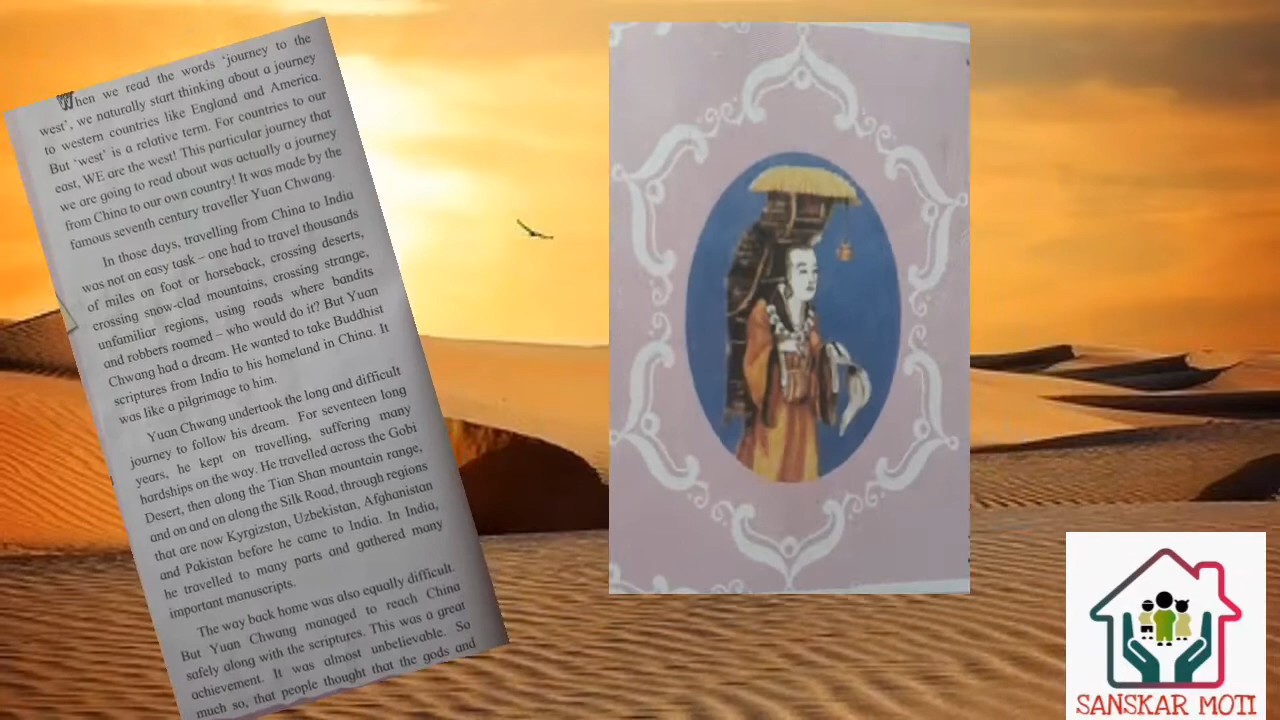 When we read the words 'journey to the
west', we naturally start thinking about a journey
to western countries like England and America.
But 'west' is a relative term. For countries to our
east, WE are the west! This particular journey that
we are going to read about was actually a journey
from China to our own country! It was made by the
famous seventh century traveller Yuan Chwang.
In those days, travelling from China to India
was not an easy task – one had to travel thousands
of miles on foot or horseback, crossing deserts,
crossing snow-clad mountains, crossing strange,
unfamiliar regions, using roads where bandits
and robbers roamed – who would do it? But Yuan
Chwang had a dream. He wanted to take Buddhist
scriptures from India to his homeland in China. It
was like a pilgrimage to him.
Yuan Chwang undertook the long and difficult
journey to follow his dream. For seventeen long
years, he kept on travelling, suffering many
hardships on the way. He travelled across the Gobi
Desert, then along the Tian Shan mountain range,
and on and on along the Silk Road, through regions
that are now Kyrgizstan, Uzbekistan, Afghanistan
and Pakistan before he came to India. In India,
he travelled to many parts and gathered many
important manuscripts.
The way back home was also equally difficult.
But Yuan Chwang managed to reach China
safely along with the scriptures. This was a great
achievement. It was almost unbelievable. So
much so, that people thought that the gods and
SANSKAR MOTI